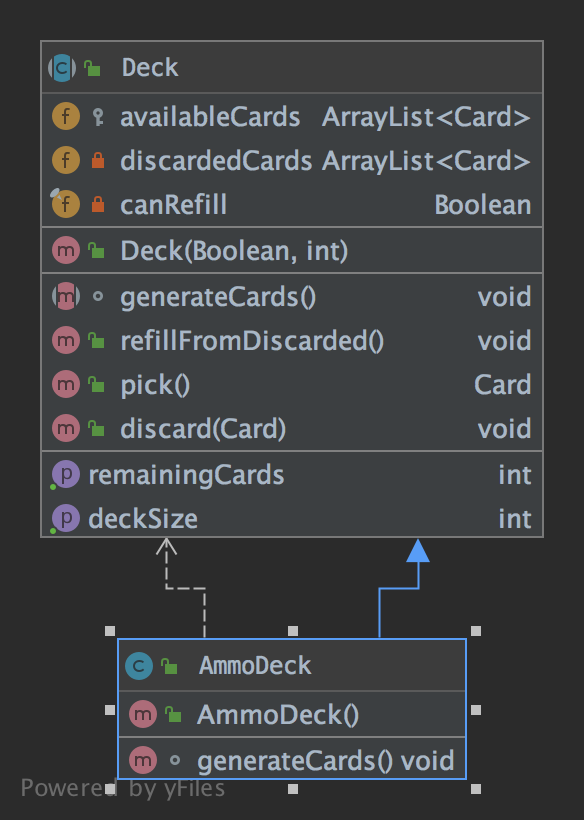 Deck
availableCards ArrayList<Card>
discardedCards ArrayList<Card>
canRefill Boolean
Deck(Boolean, int)
generateCards() void
refillFromDiscarded() void
pick() Card
discard(Card) void
remainingCards int
deckSize int
AmmoDeck
AmmoDeck()
generateCards() void
Powered by yFiles